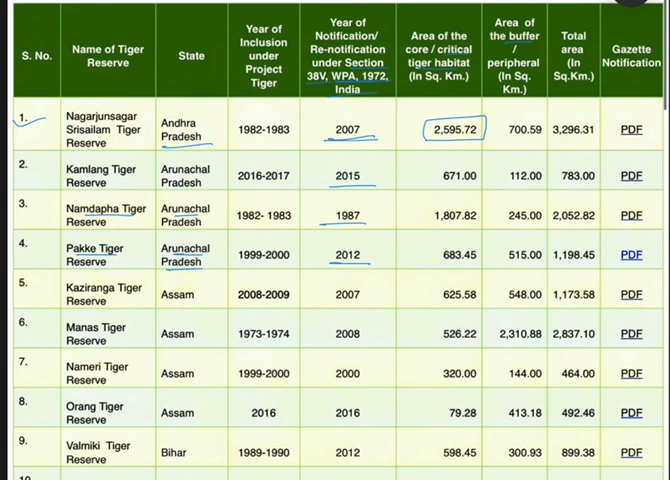 S. No. Name of Tiger Reserve State Year of Inclusion under Project Tiger Year of Notification/ Re-notification under Section 38V, WPA, 1972, India Area of the core / critical tiger habitat (In Sq. Km.) Area of the buffer / peripheral (In Sq. Km.) Total area (In Sq.Km.) Gazette Notification
1. Nagarjunsagar Srisailam Tiger Reserve Andhra Pradesh 1982-1983 2007 2,595.72 700.59 3,296.31 PDF
2. Kamlang Tiger Reserve Arunachal Pradesh 2016-2017 2015 671.00 112.00 783.00 PDF
3. Namdapha Tiger Reserve Arunachal Pradesh 1982- 1983 1987 1,807.82 245.00 2,052.82 PDF
4. Pakke Tiger Reserve Arunachal Pradesh 1999-2000 2012 683.45 515.00 1,198.45 PDF
5. Kaziranga Tiger Reserve Assam 2008-2009 2007 625.58 548.00 1,173.58 PDF
6. Manas Tiger Reserve Assam 1973-1974 2008 526.22 2,310.88 2,837.10 PDF
7. Nameri Tiger Reserve Assam 1999-2000 2000 320.00 144.00 464.00 PDF
8. Orang Tiger Reserve Assam 2016 2016 79.28 413.18 492.46 PDF
9. Valmiki Tiger Reserve Bihar 1989-1990 2012 598.45 300.93 899.38 PDF